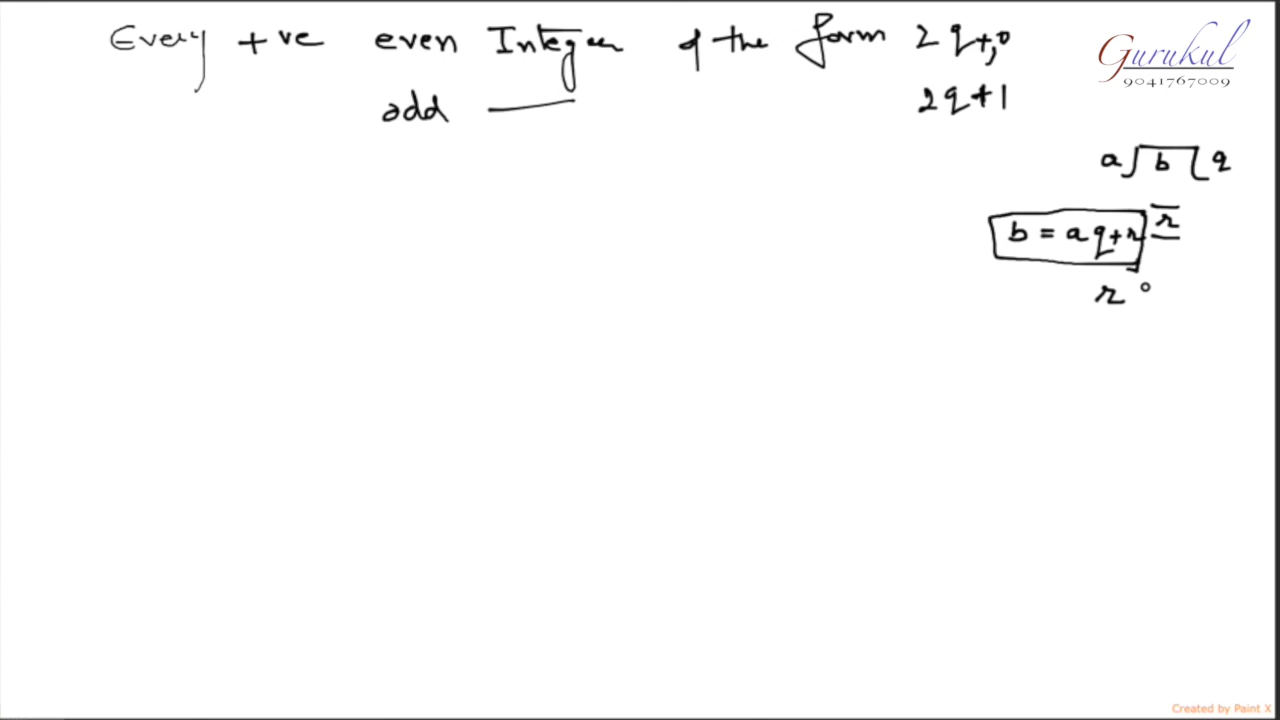 Every +ve even Integer of the form 2q+0
Gurukul
9041767009
odd 2q+1
a b q
r
b = aq+r
r 0
Created by Paint X